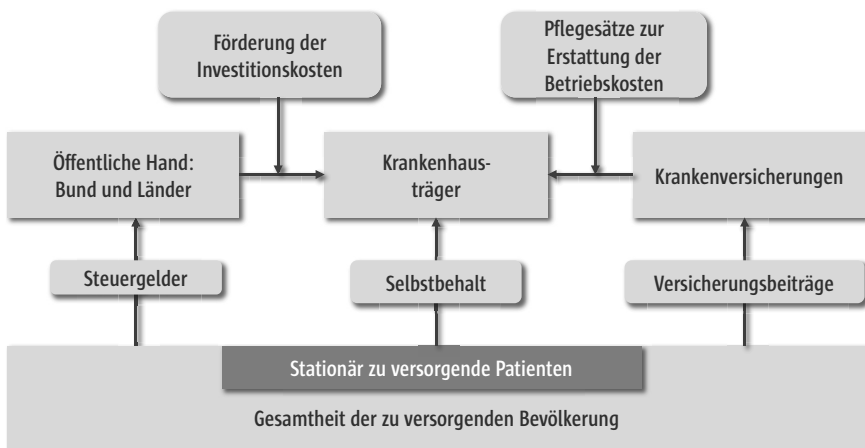 Förderung der
Investitionskosten
Pflegesätze zur
Erstattung der
Betriebskosten
Öffentliche Hand:
Bund und Länder
Krankenhaus-
träger
Krankenversicherungen
Steuergelder
Selbstbehalt
Versicherungsbeiträge
Stationär zu versorgende Patienten
Gesamtheit der zu versorgenden Bevölkerung